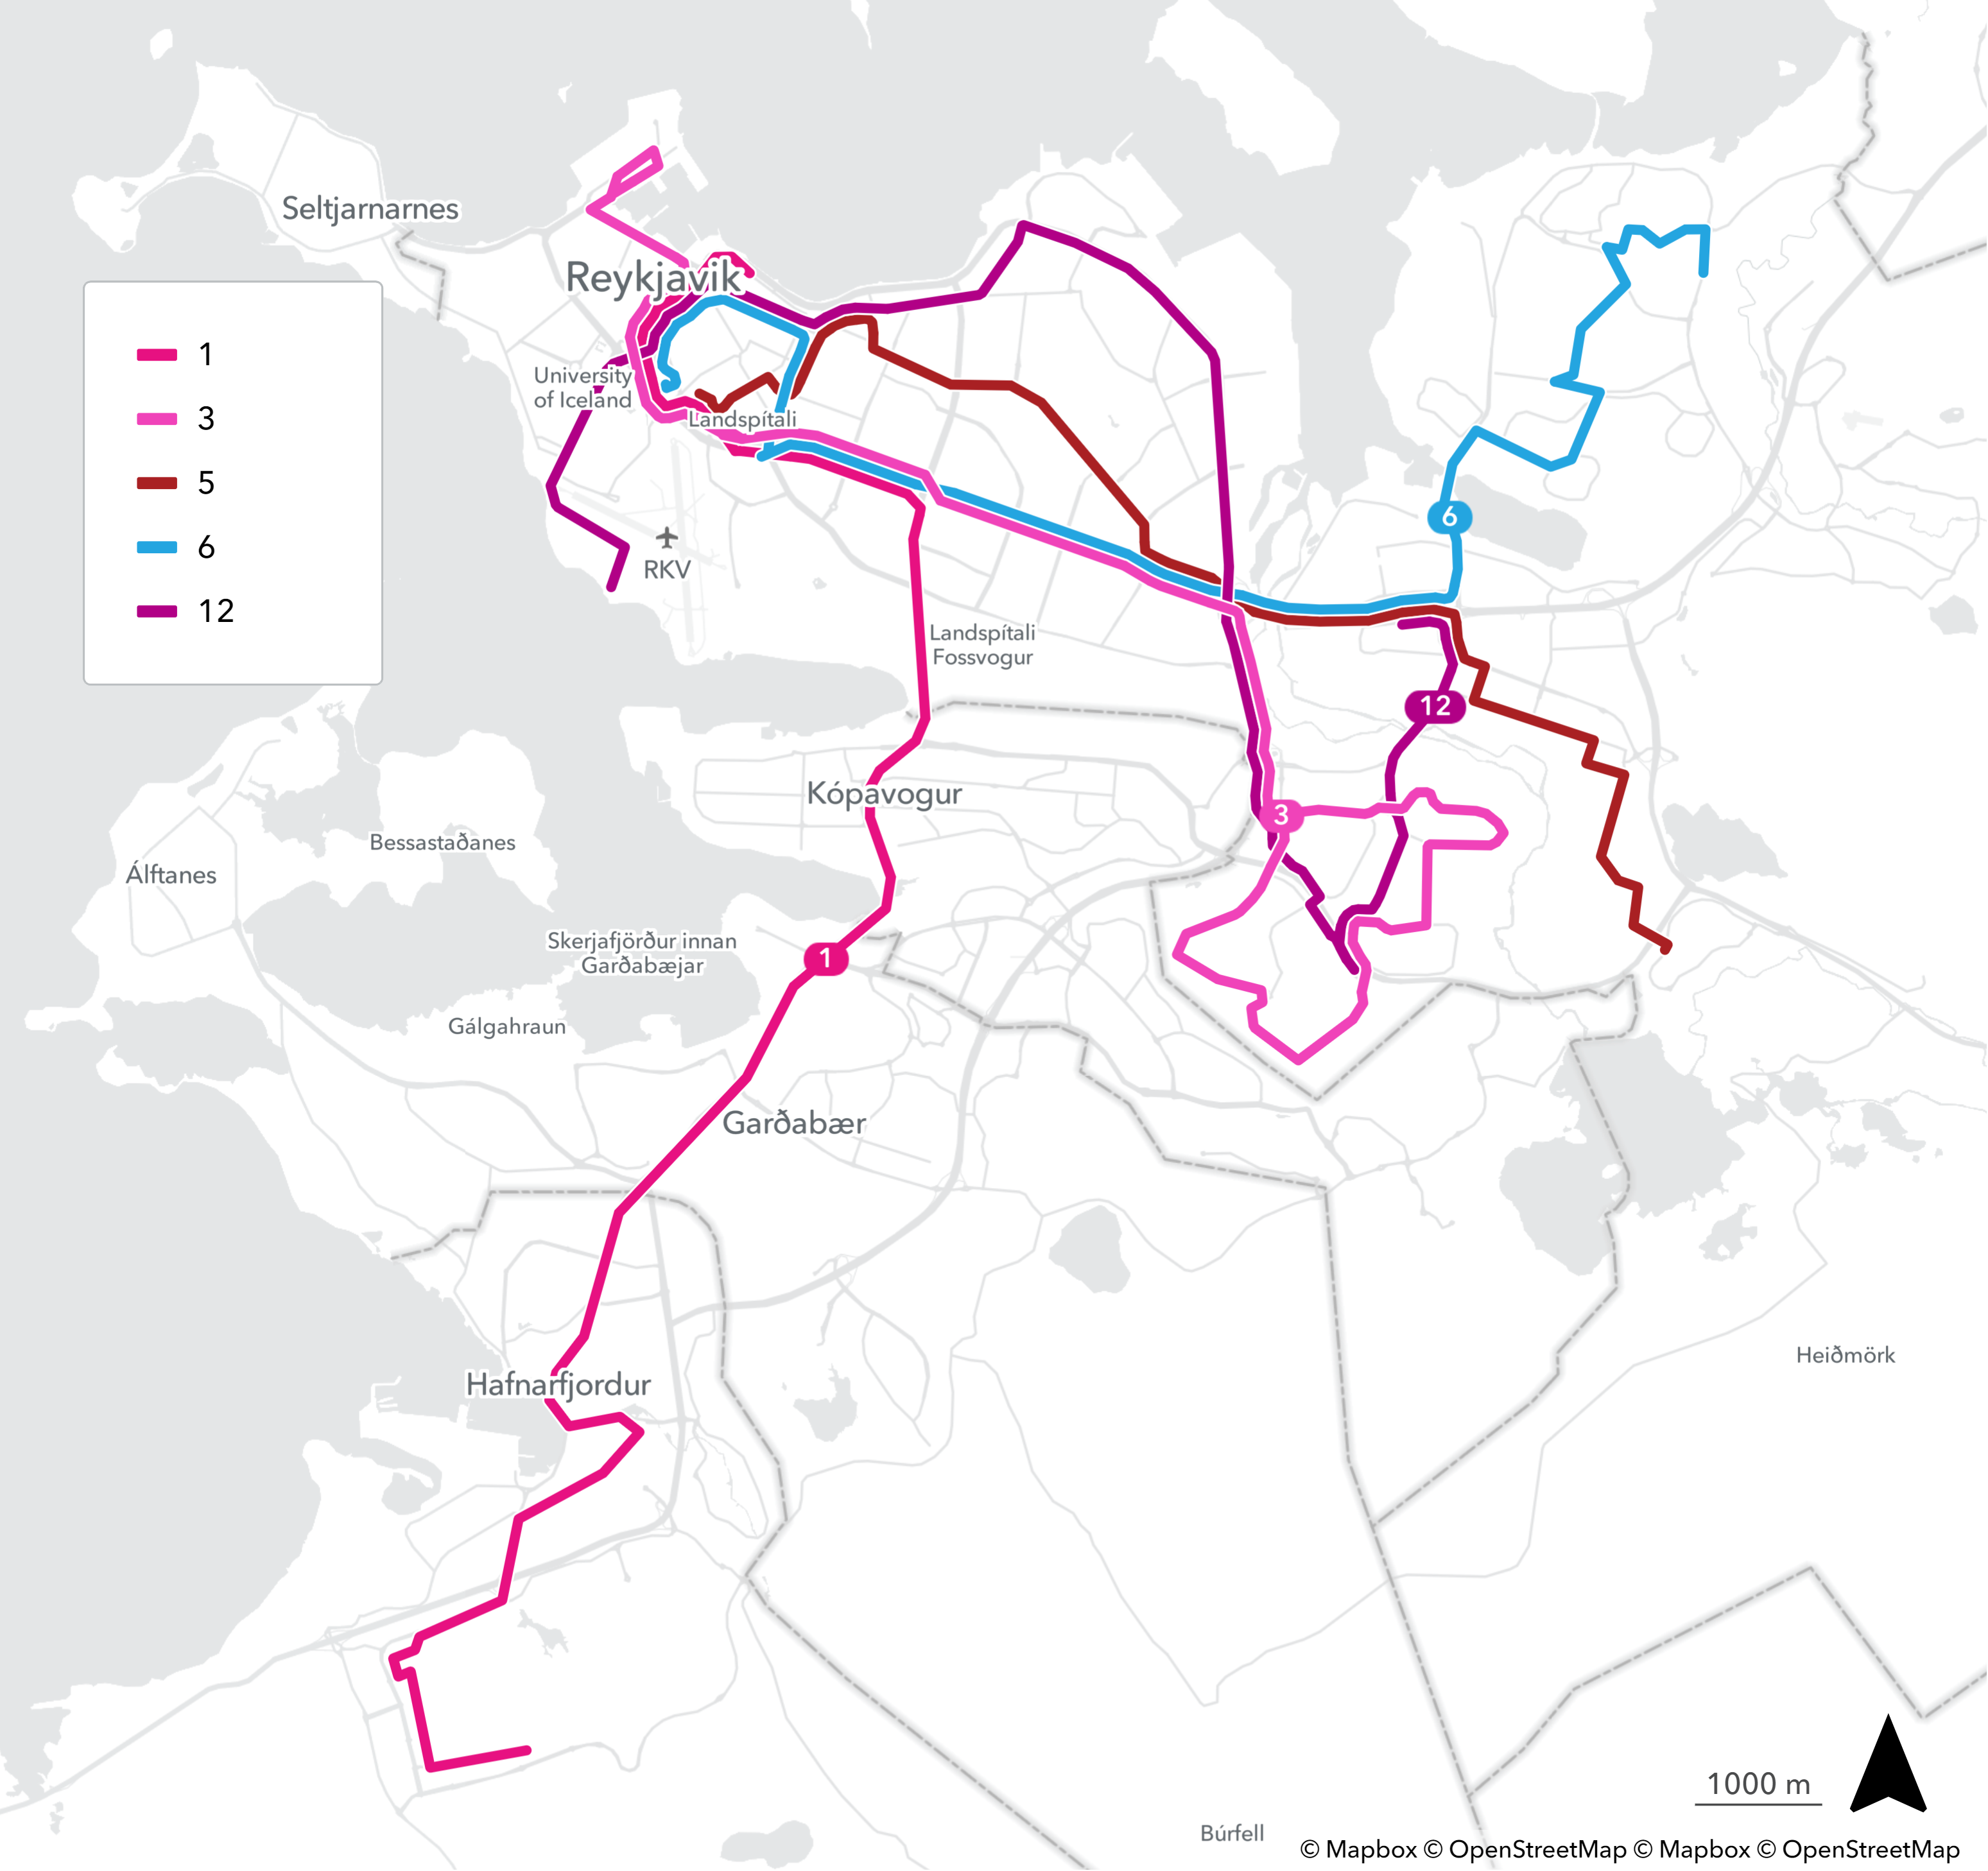 Seltjarnarnes
Reykjavik
University
of Iceland
Landspítali
RKV
Landspítali
Fossvogur
1
3
5
6
12
6
12
3
Kópavogur
Bessastaðanes
Álftanes
Skerjafjörður innan
Garðabæjar
1
Gálgahraun
Garðabær
Hafnarfjordur
Heiðmörk
Búrfell
1000 m
© Mapbox © OpenStreetMap © Mapbox © OpenStreetMap